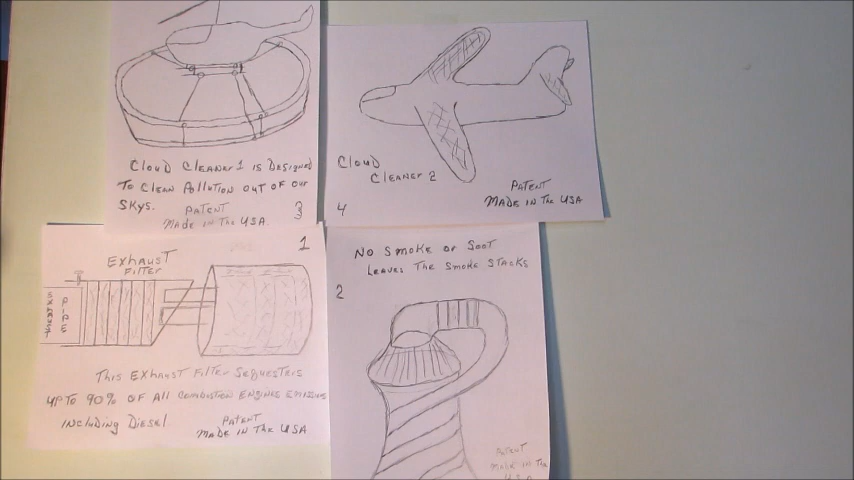 Cloud Cleaner 1 is Designed
To Clean Pollution out of our
Skys.
Patent
Made in the USA.
3
Cloud
Cleaner 2
Patent
Made in the USA
4
1
Exhaust
Filter
Exhaust
Pipe
This Exhaust Filter Sequesters
up to 90% of All Combustion Engines Emissions
including Diesel.
Patent
Made in the USA
No Smoke or Soot
Leaves The Smoke Stacks
2
Patent
Made in the